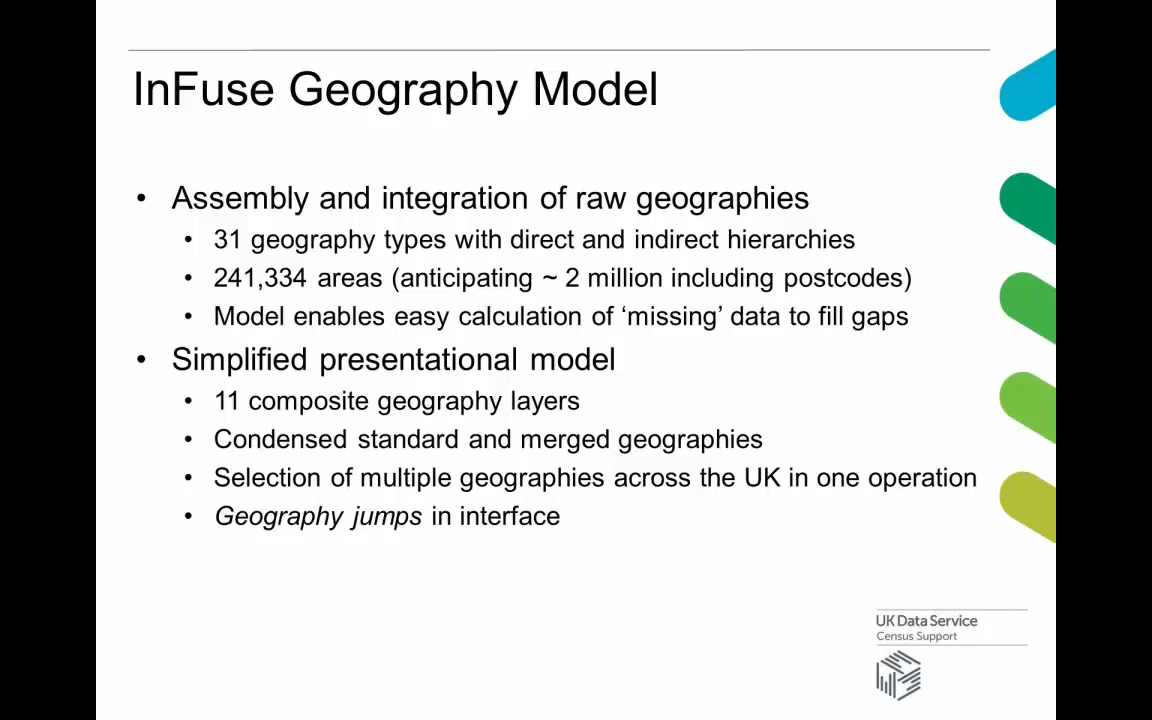 InFuse Geography Model
• Assembly and integration of raw geographies
• 31 geography types with direct and indirect hierarchies
• 241,334 areas (anticipating ~ 2 million including postcodes)
• Model enables easy calculation of ‘missing’ data to fill gaps
• Simplified presentational model
• 11 composite geography layers
• Condensed standard and merged geographies
• Selection of multiple geographies across the UK in one operation
• Geography jumps in interface
UK Data Service
Census Support